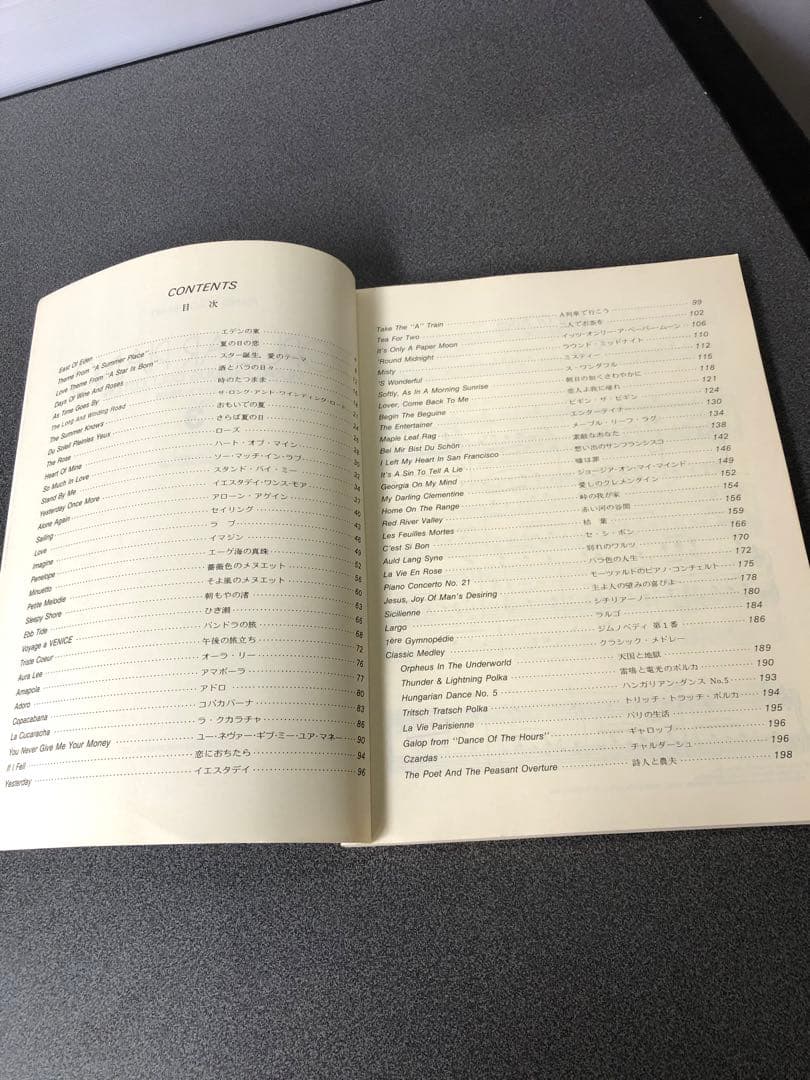 CONTENTS
目 次
East Of Eden エデンの東
Theme From "A Summer Place" 夏の日の恋
Love Theme From "A Star Is Born" スター誕生, 愛のテーマ
Days Of Wine And Roses 酒とバラの日々
As Time Goes By 時のたつまま
The Long and Winding Road ザ・ロング・アンド・ワインディング・ロード
The Summer Knows おもいでの夏
Du Soleil Pleines Yeux さらば夏の日
The Rose ローズ
Heart Of Mine ハート・オブ・マイン
So Much in Love ソー・マッチ・イン・ラブ
Stand By Me スタンド・バイ・ミー
Yesterday Once More イエスタデイ・ワンス・モア
Alone Again アローン・アゲイン
Sailing セイリング
Love ラ ブ 48
Imagine イマジン 49
Penelope エーゲ海の真珠 52
Minuetto 薔薇色のメヌエット 56
Petite Melodie そよ風のメヌエット 60
Sleepy Shore 朝もやの渚 63
Ebb Tide ひき潮 65
Voyage à VENICE パンドラの旅 68
Triste Coeur 午後の旅立ち 72
Aura Lee オーラ・リー 76
Amapola アマポーラ 77
Adoro アドロ 80
Copacabana コパカバーナ 83
La Cucaracha ラ・クカラチャ 86
You Never Give Me Your Money ユー・ネヴァー・ギブ・ミー・ユア・マネー 90
If I Fell 恋におちたら 94
Yesterday イエスタデイ 96
Take The "A" Train A列車で行こう 99
Tea For Two 二人でお茶を 102
It's Only A Paper Moon イッツ・オンリー・ア・ペーパー・ムーン 106
'Round Midnight ラウンド・ミッドナイト 110
Misty ミスティー 112
'S Wonderful ス・ワンダフル 115
Softly, As In A Morning Sunrise 朝日の如くさわやかに 118
Lover, Come Back To Me 恋人よ我に帰れ 121
Begin The Beguine ビギン・ザ・ビギン 124
The Entertainer エンターテイナー 130
Maple Leaf Rag メープル・リーフ・ラグ 134
Bel Mir Bist Du Schön 素敵なあなた 138
I Left My Heart In San Francisco 想い出のサンフランシスコ 142
It's A Sin To Tell A Lie 嘘は罪 146
Georgia On My Mind ジョージア・オン・マイ・マインド 149
My Darling Clementine 愛しのクレメンタイン 152
Home On The Range 峠の我が家 154
Red River Valley 赤い河の谷間 156
Les Feuilles Mortes 枯 葉 159
C'est Si Bon セ・シ・ボン 166
Auld Lang Syne 別れのワルツ 170
La Vie En Rose バラ色の人生 172
Piano Concerto No. 21 モーツァルドのピアノ・コンチェルト 175
Jesus, Joy Of Man's Desiring 主よ人の望みの喜びよ 178
Sicilienne シチリアーノ 180
Largo ラルゴ 184
1ère Gymnopédie ジムノペディ 第1番 186
Classic Medley クラシック・メドレー
Orpheus In The Underworld 天国と地獄 189
Thunder & Lightning Polka 雷鳴と電光のポルカ 190
Hungarian Dance No. 5 ハンガリアン・ダンス No.5 193
Tritsch Tratsch Polka トリッチ・トラッチ・ポルカ 194
La Vie Parisienne パリの生活 195
Galop from "Dance Of The Hours" ギャロップ 196
Czardas チャルダーシュ 196
The Poet And The Peasant Overture 詩人と農夫 198